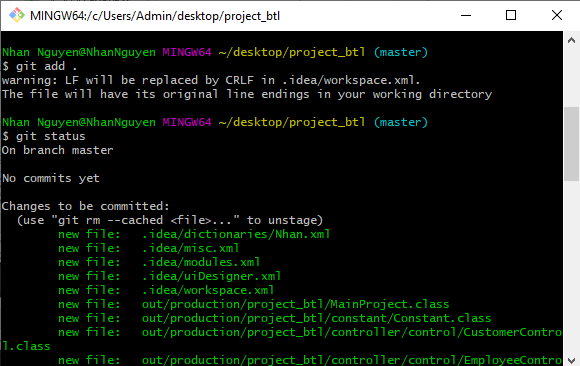 MINGW64:/c/Users/Admin/desktop/project_btl
Nhan Nguyen@NhanNguyen MINGW64 ~/desktop/project_btl (master)
$ git add .
warning: LF will be replaced by CRLF in .idea/workspace.xml.
The file will have its original line endings in your working directory
Nhan Nguyen@NhanNguyen MINGW64 ~/desktop/project_btl (master)
$ git status
On branch master
No commits yet
Changes to be committed:
(use "git rm --cached <file>..." to unstage)
new file: .idea/dictionaries/Nhan.xml
new file: .idea/misc.xml
new file: .idea/modules.xml
new file: .idea/uiDesigner.xml
new file: .idea/workspace.xml
new file: out/production/project_btl/MainProject.class
new file: out/production/project_btl/constant/Constant.class
new file: out/production/project_btl/controller/control/CustomerContro
l.class
new file: out/production/project_btl/controller/control/EmployeeContro